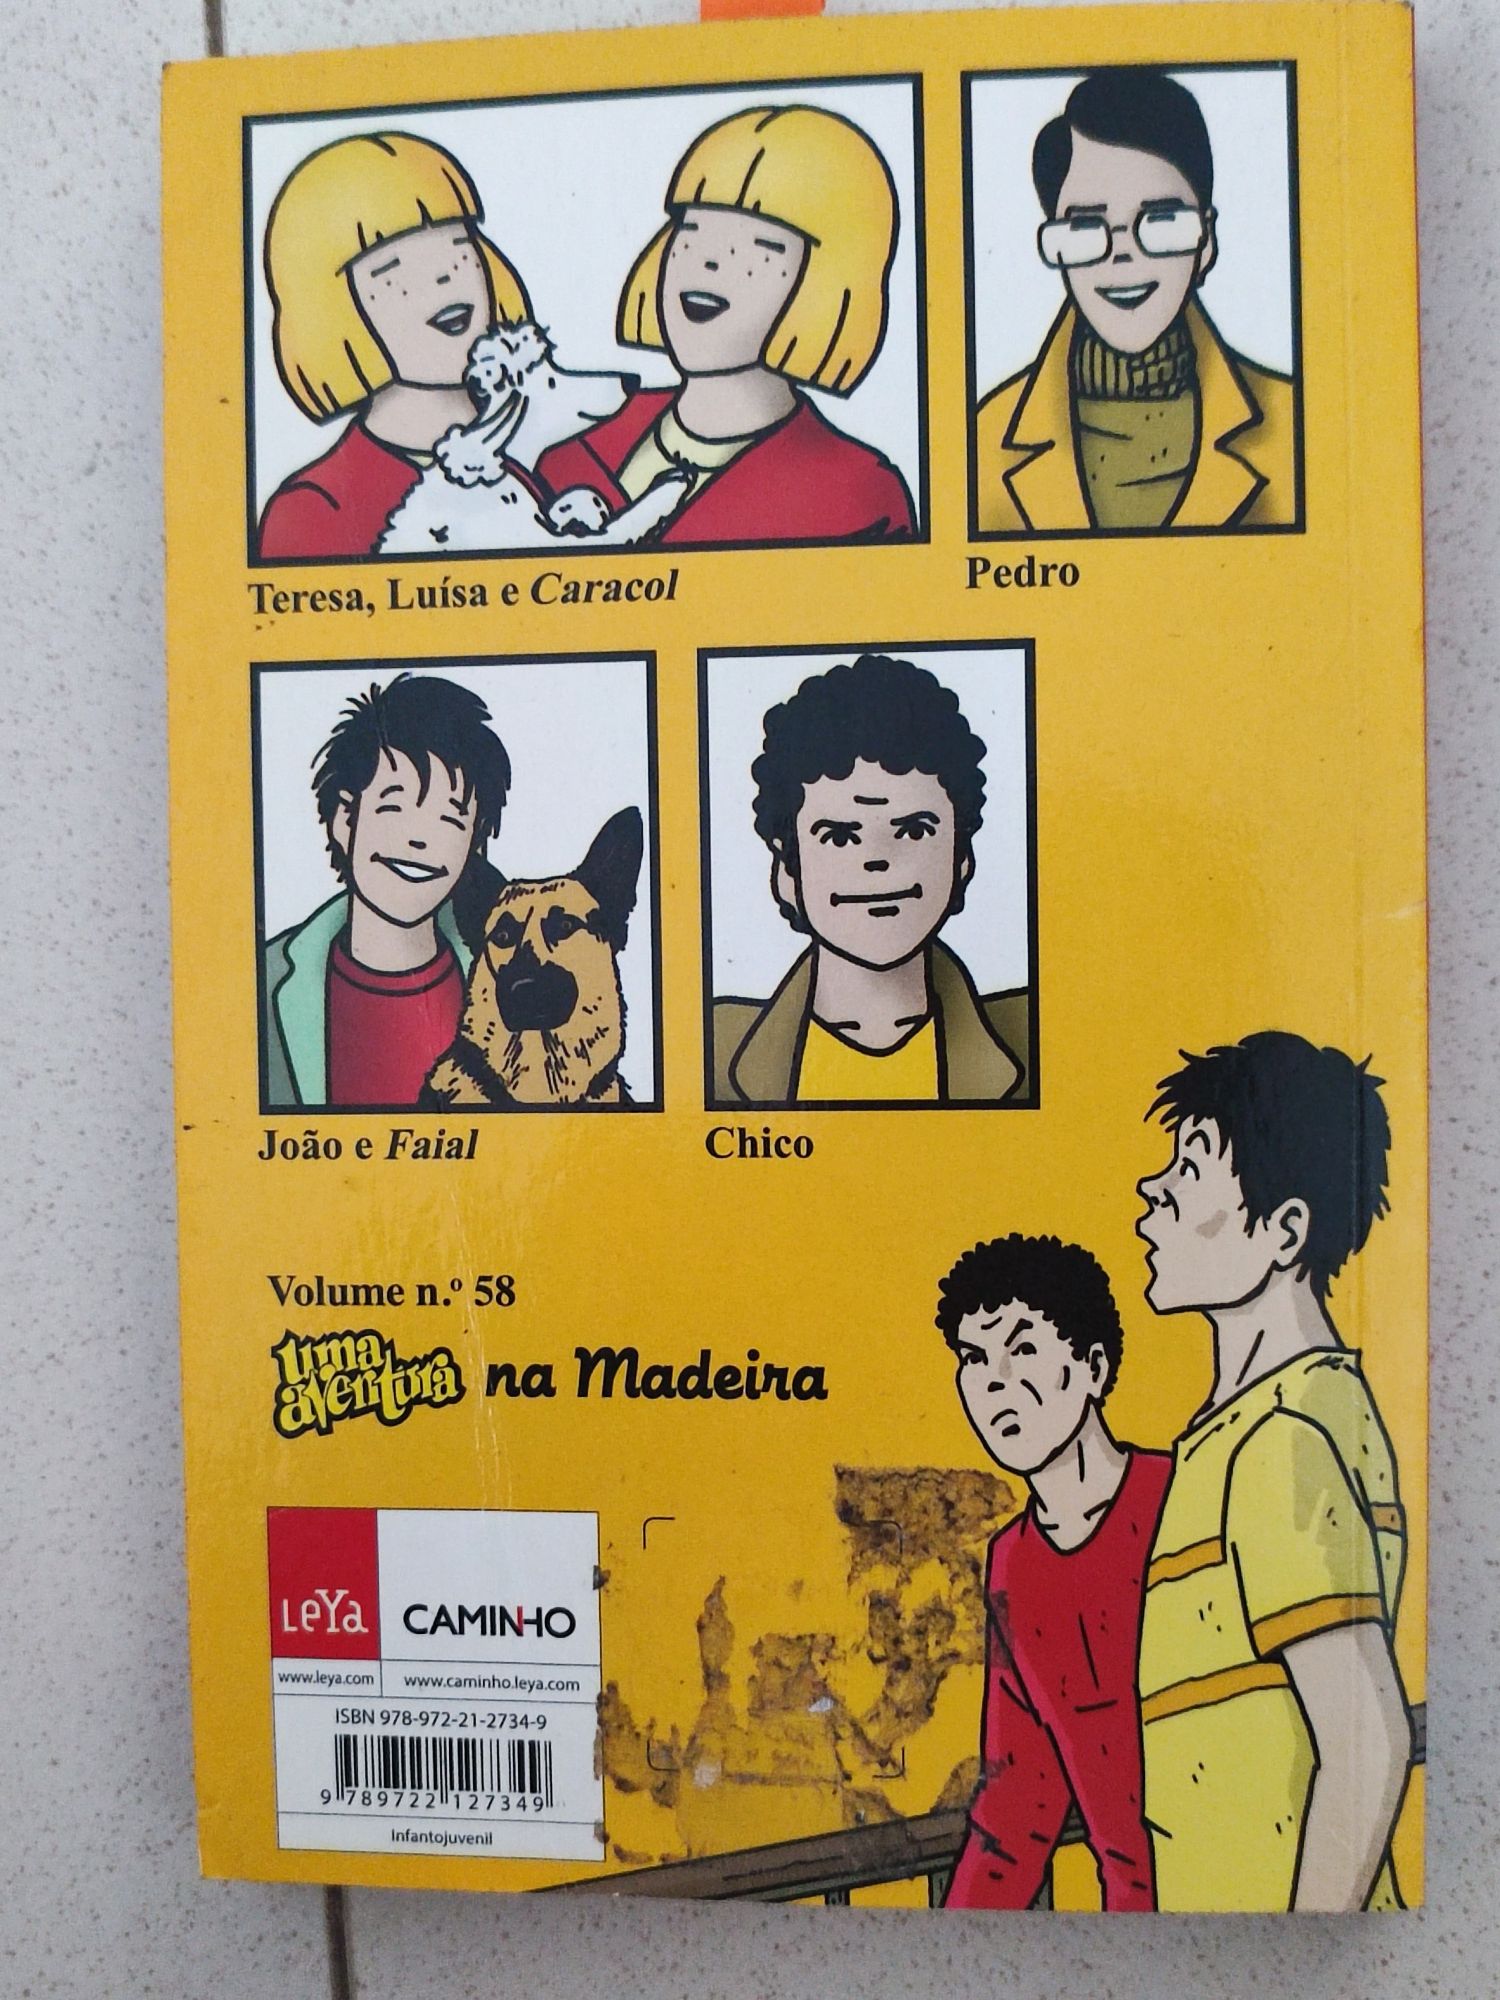 Teresa, Luísa e Caracol
Pedro
João e Faial
Chico
Volume n.º 58
uma aventura na Madeira
LeYa
CAMINHO
www.leya.com
www.caminho.leya.com
ISBN 978-972-21-2734-9
9 789722 127349
Infantojuvenil